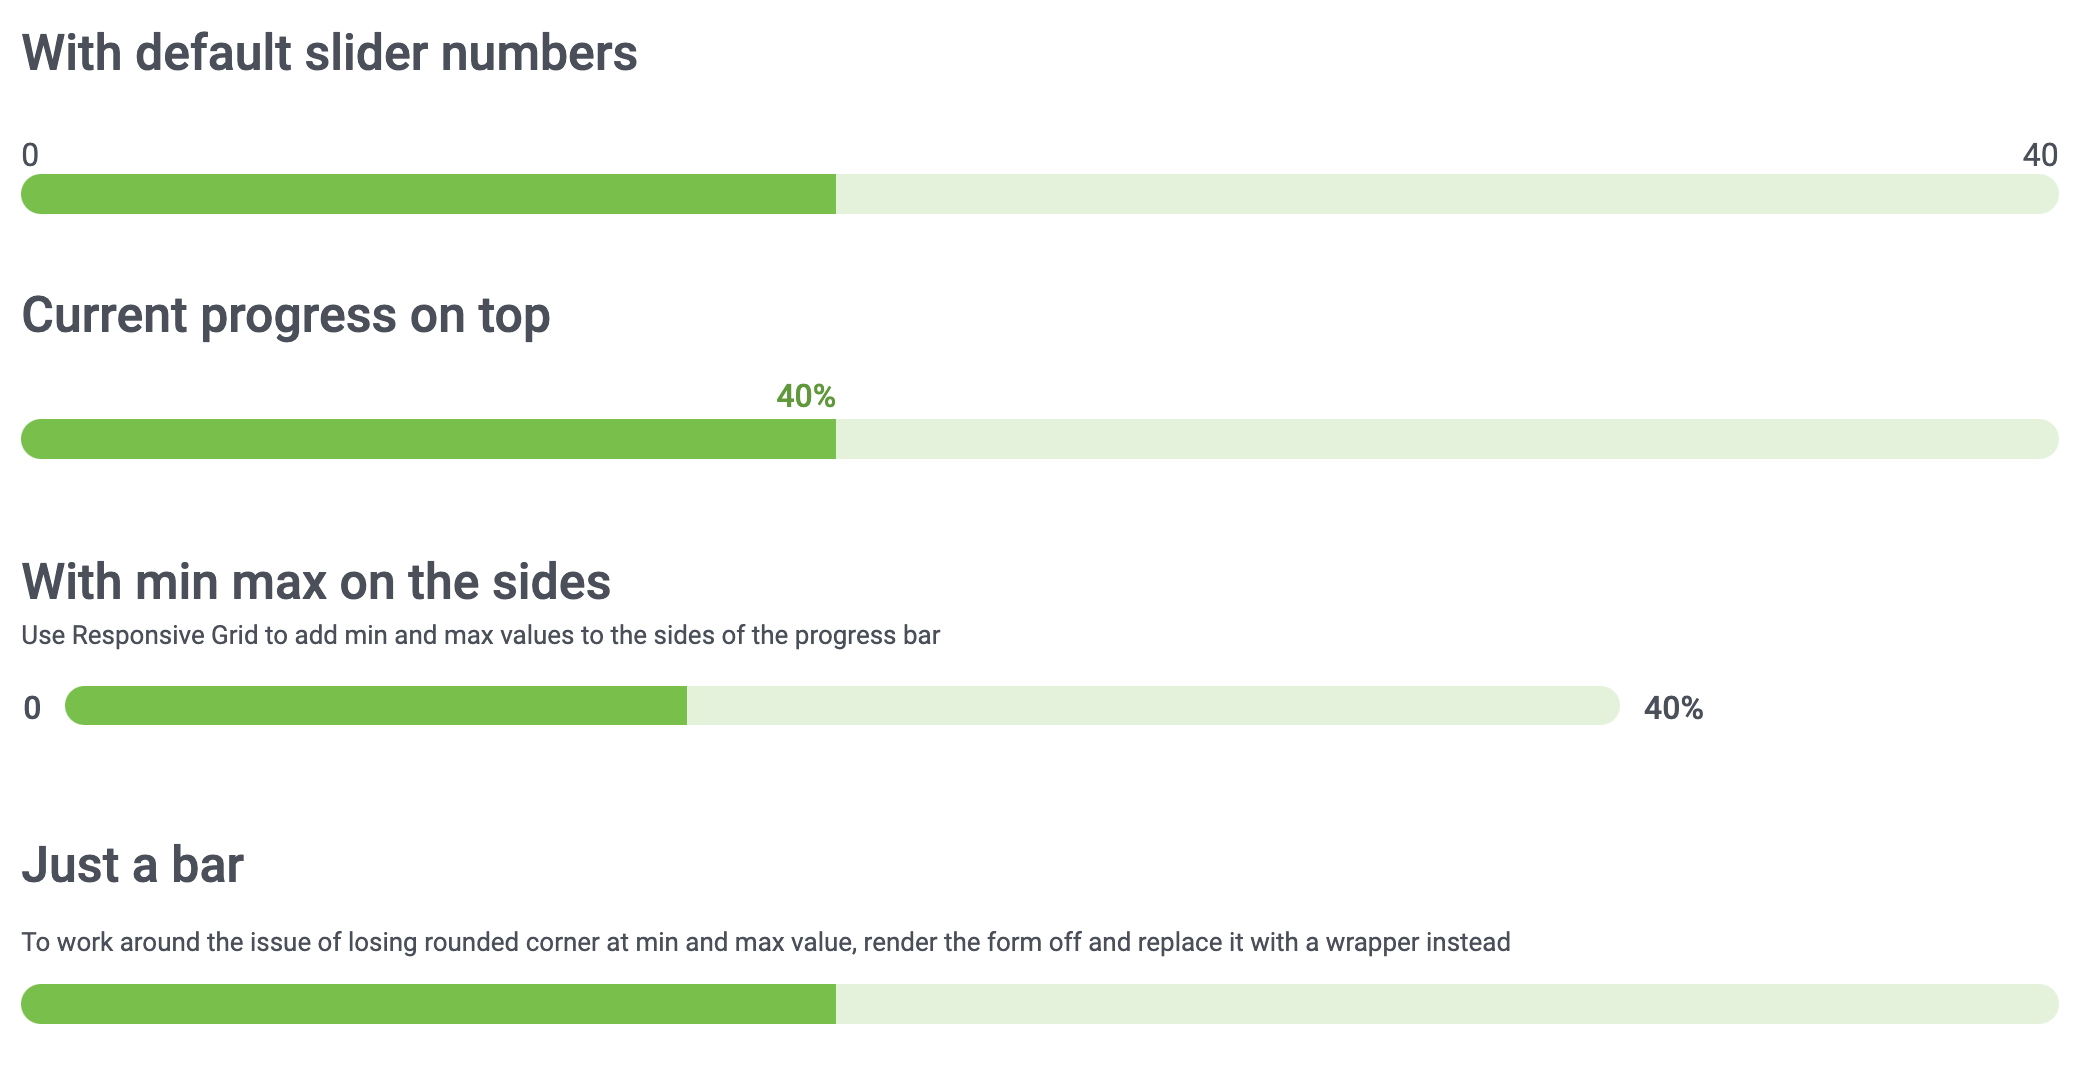 With default slider numbers
0 40
Current progress on top
40%
With min max on the sides
Use Responsive Grid to add min and max values to the sides of the progress bar
0 40%
Just a bar
To work around the issue of losing rounded corner at min and max value, render the form off and replace it with a wrapper instead